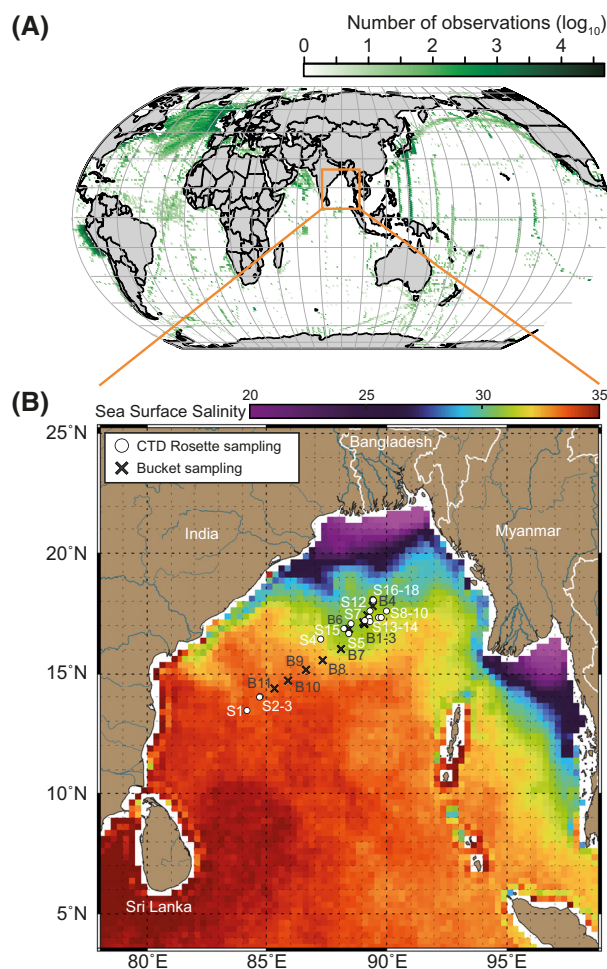 (A)
Number of observations (log10)
0 1 2 3 4
(B)
Sea Surface Salinity
20 25 30 35
25°N
20°N
15°N
10°N
5°N
CTD Rosette sampling
Bucket sampling
Bangladesh
India
Myanmar
S16-18
S12 B4
S7 S8-10
B6
S15 S13-14
S4 S5 B1-3
B7
B9 B8
B11 B10
S1 S2-3
Sri Lanka
80°E 85°E 90°E 95°E